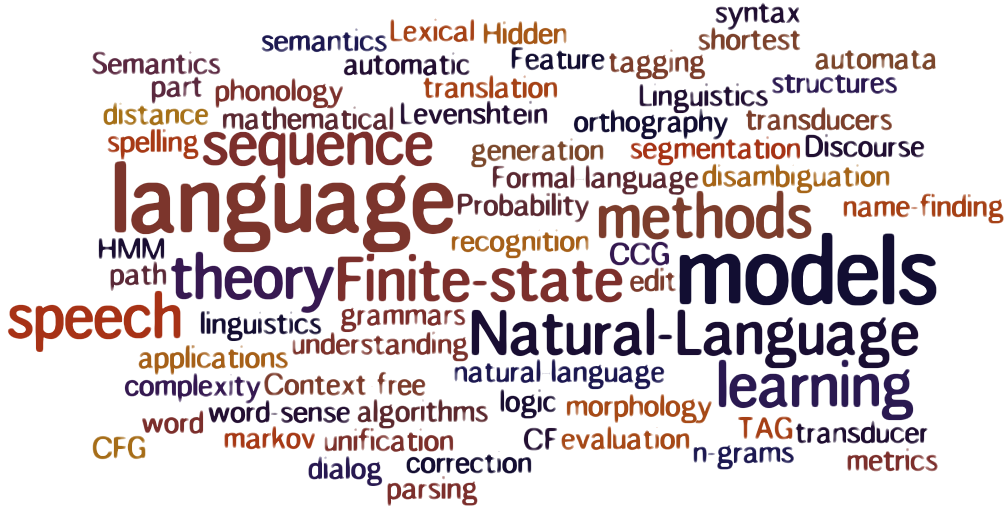 syntax
Lexical Hidden
semantics shortest
Semantics automatic Feature tagging automata
part phonology translation Linguistics structures
distance mathematical Levenshtein orthography transducers
spelling sequence generation segmentation Discourse
language Formal language disambiguation
Probability methods name-finding
HMM recognition CCG models
path theory Finite-state edit
speech linguistics grammars Natural-Language
applications understanding
complexity Context free natural language learning
word word-sense algorithms logic morphology
CFG markov unification CF evaluation TAG transducer
dialog correction n-grams metrics
parsing